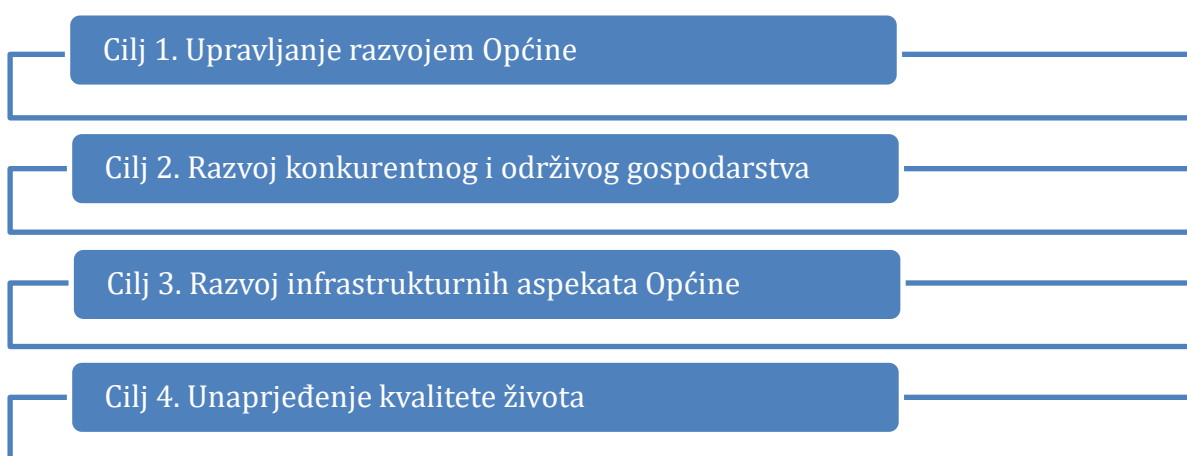 Cilj 1. Upravljanje razvojem Općine
Cilj 2. Razvoj konkurentnog i održivog gospodarstva
Cilj 3. Razvoj infrastrukturnih aspekata Općine
Cilj 4. Unaprjeđenje kvalitete života